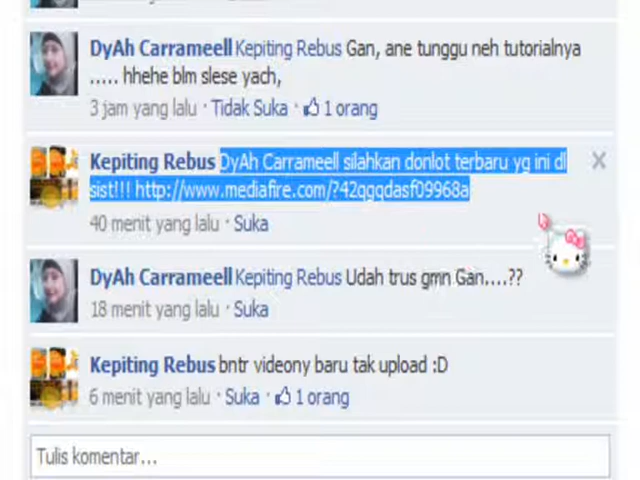 DyAh Carrameell Kepiting Rebus Gan, ane tunggu neh tutorialnya
..... hhehe blm slese yach,
3 jam yang lalu · Tidak Suka · 1 orang
Kepiting Rebus DyAh Carrameell silahkan donlot terbaru yg ini dl
sist!!! http://www.mediafire.com/?42qgqdasf09968a
40 menit yang lalu · Suka
DyAh Carrameell Kepiting Rebus Udah trus gmn Gan....??
18 menit yang lalu · Suka
Kepiting Rebus bntr videony baru tak upload :D
6 menit yang lalu · Suka · 1 orang
Tulis komentar...